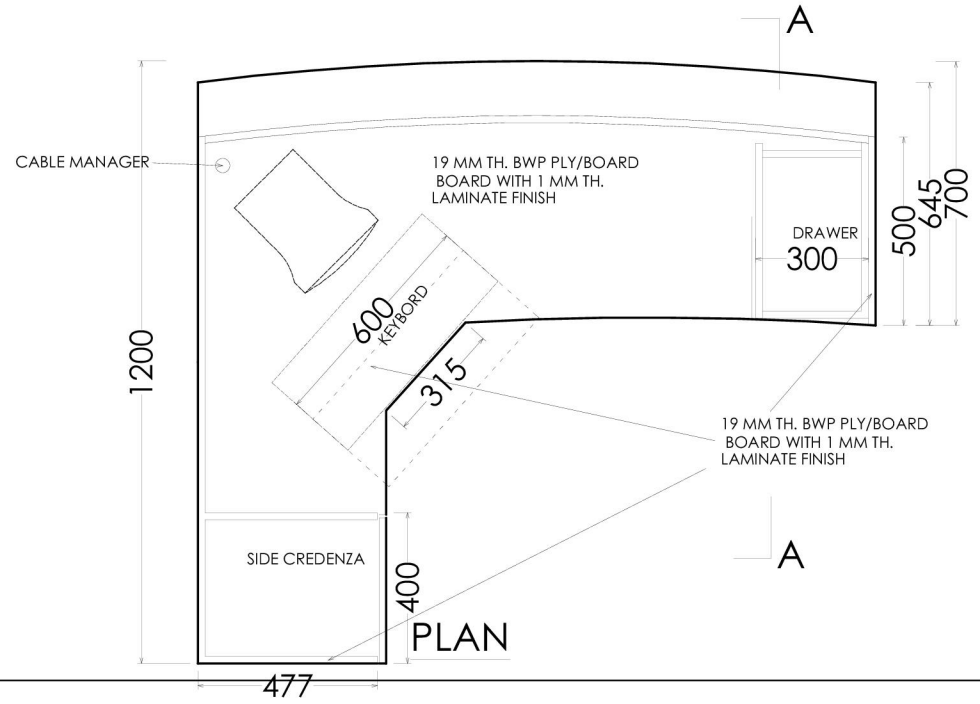 A
CABLE MANAGER
19 MM TH. BWP PLY/BOARD
BOARD WITH 1 MM TH.
LAMINATE FINISH
DRAWER
300
500
645
700
600
KEYBORD
315
1200
19 MM TH. BWP PLY/BOARD
BOARD WITH 1 MM TH.
LAMINATE FINISH
SIDE CREDENZA
400
A
PLAN
477